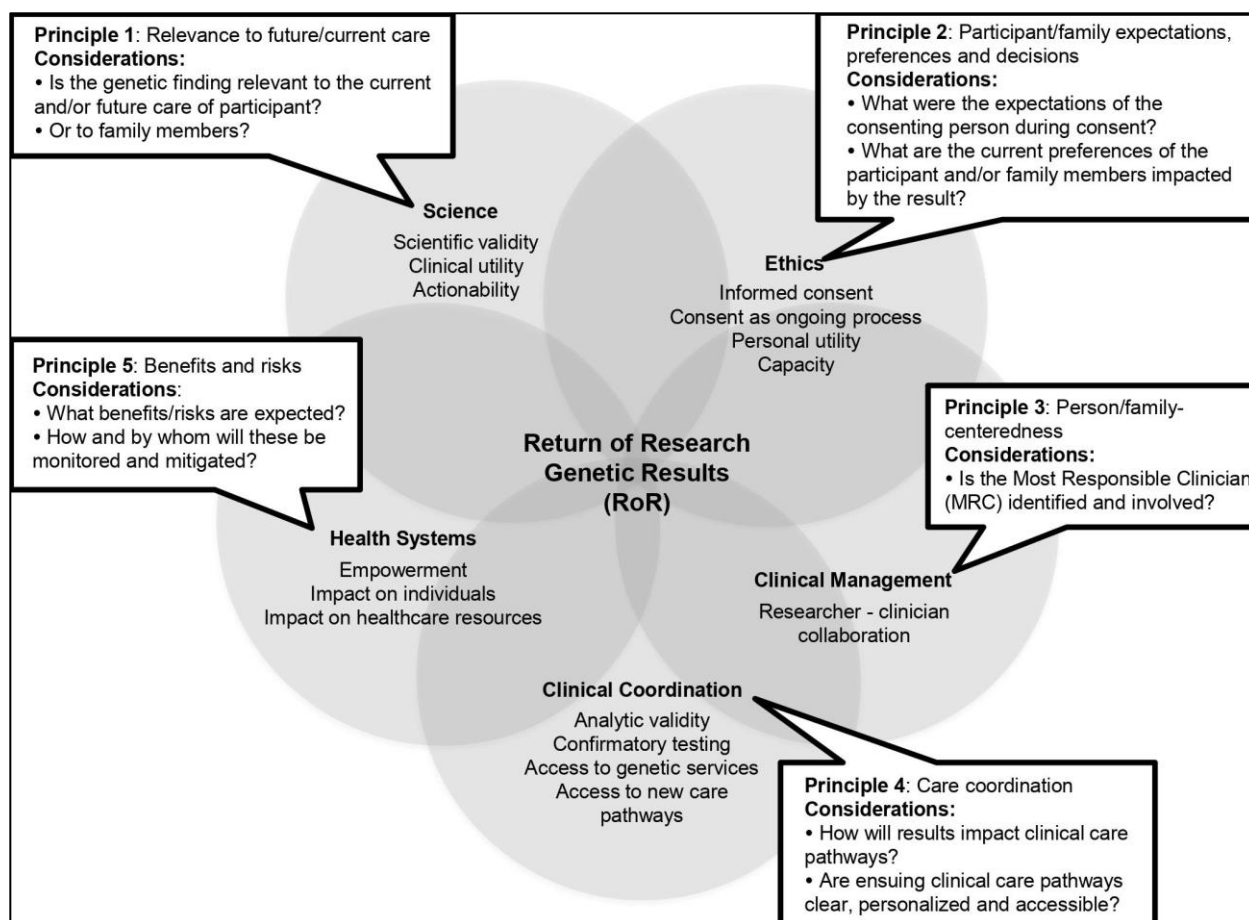 Principle 1: Relevance to future/current care
Considerations:
• Is the genetic finding relevant to the current
and/or future care of participant?
• Or to family members?
Principle 2: Participant/family expectations,
preferences and decisions
Considerations:
• What were the expectations of the
consenting person during consent?
• What are the current preferences of the
participant and/or family members impacted
by the result?
Science
Scientific validity
Clinical utility
Actionability
Ethics
Informed consent
Consent as ongoing process
Personal utility
Capacity
Principle 5: Benefits and risks
Considerations:
• What benefits/risks are expected?
• How and by whom will these be
monitored and mitigated?
Principle 3: Person/family-
centeredness
Considerations:
• Is the Most Responsible Clinician
(MRC) identified and involved?
Return of Research
Genetic Results
(RoR)
Health Systems
Empowerment
Impact on individuals
Impact on healthcare resources
Clinical Management
Researcher - clinician
collaboration
Clinical Coordination
Analytic validity
Confirmatory testing
Access to genetic services
Access to new care
pathways
Principle 4: Care coordination
Considerations:
• How will results impact clinical care
pathways?
• Are ensuing clinical care pathways
clear, personalized and accessible?